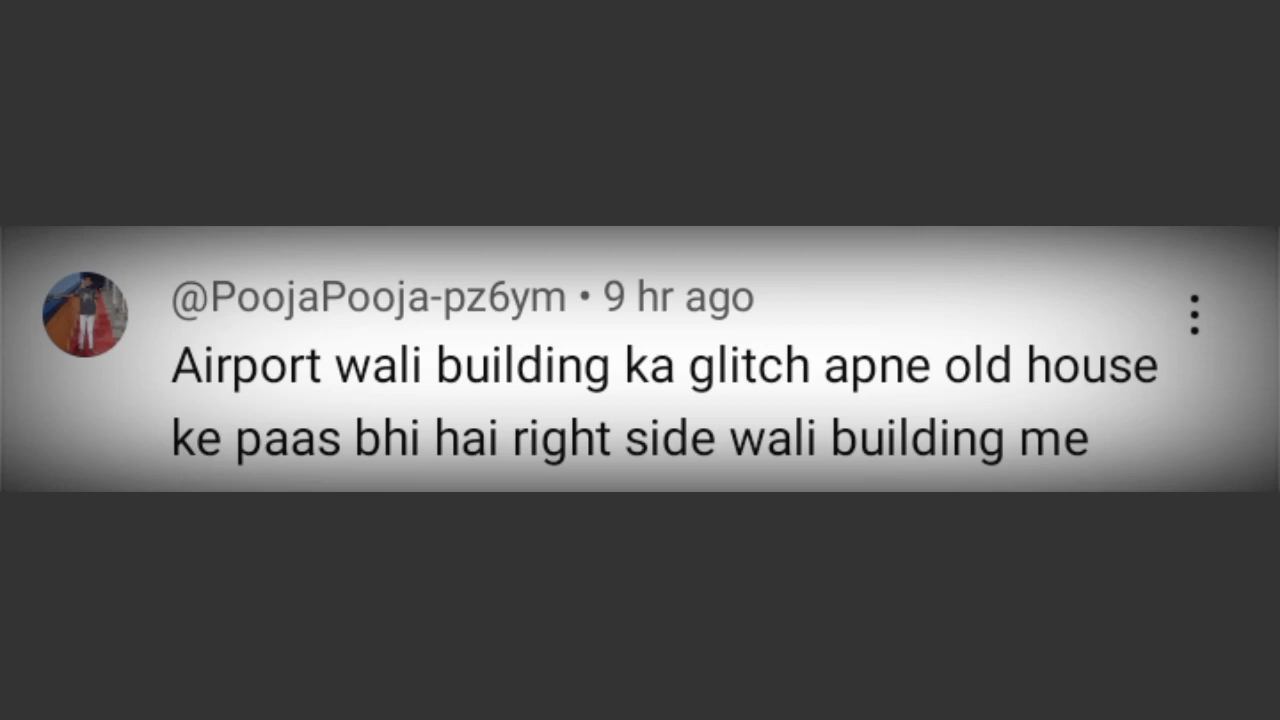 @PoojaPooja-pz6ym • 9 hr ago
Airport wali building ka glitch apne old house
ke paas bhi hai right side wali building me